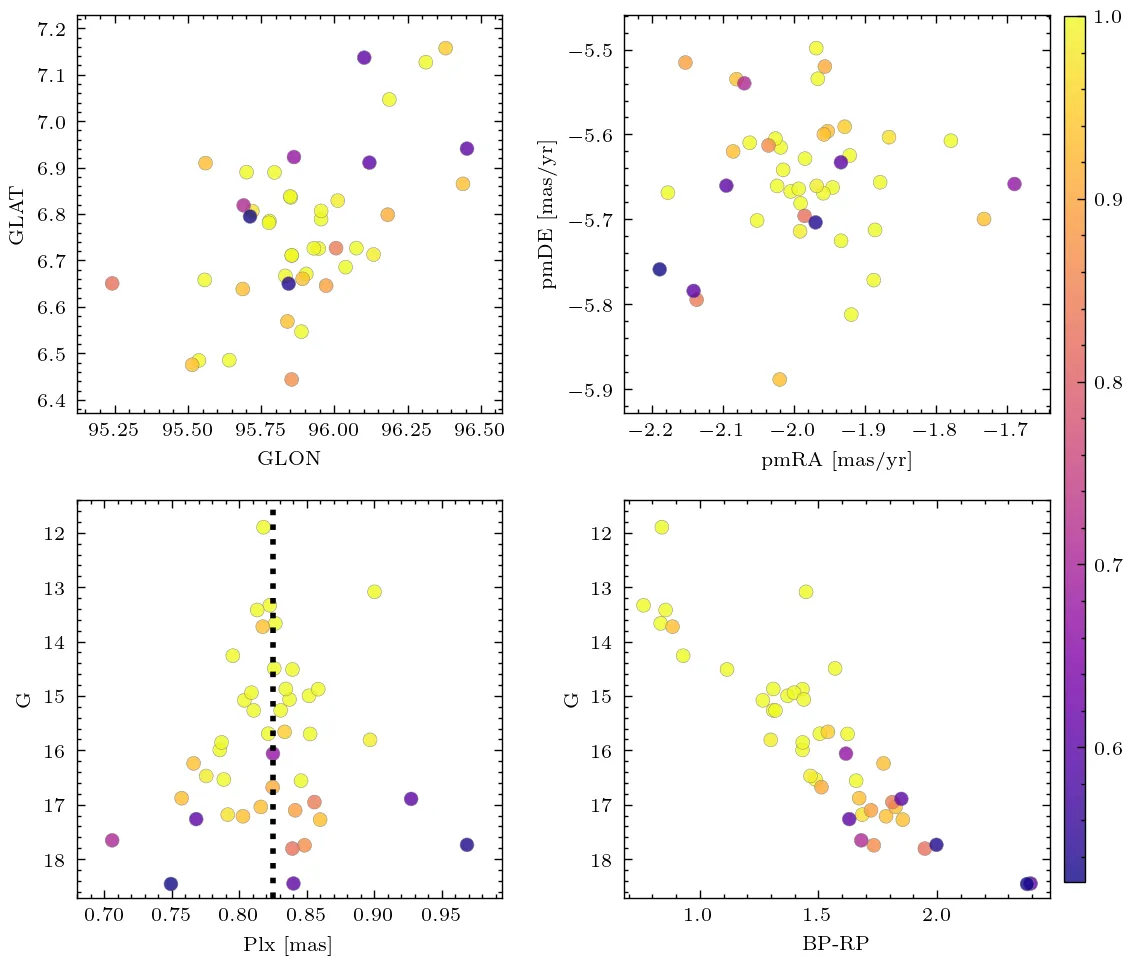 7.2
7.1
7.0
6.9
6.8
6.7
6.6
6.5
6.4
GLAT
95.25 95.50 95.75 96.00 96.25 96.50
GLON
−5.5
−5.6
−5.7
−5.8
−5.9
pmDE [mas/yr]
−2.2 −2.1 −2.0 −1.9 −1.8 −1.7
pmRA [mas/yr]
1.0
0.9
0.8
0.7
0.6
12
13
14
15
16
17
18
G
0.70 0.75 0.80 0.85 0.90 0.95
Plx [mas]
12
13
14
15
16
17
18
G
1.0 1.5 2.0
BP-RP